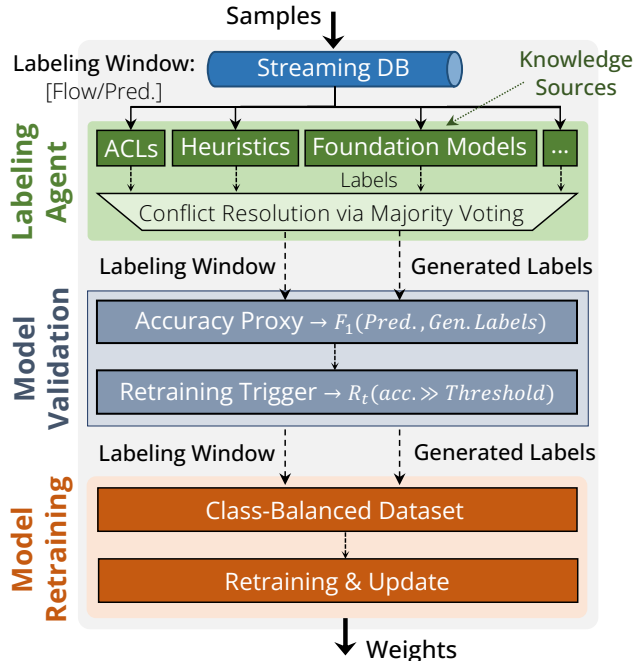 Samples
Labeling Window:
[Flow/Pred.]
Streaming DB
Knowledge
Sources
Labeling
Agent
ACLs
Heuristics
Foundation Models
...
Labels
Conflict Resolution via Majority Voting
Labeling Window
Generated Labels
Model
Validation
Accuracy Proxy → F₁(Pred., Gen. Labels)
Retraining Trigger → Rₜ(acc. ≫ Threshold)
Labeling Window
Generated Labels
Model
Retraining
Class-Balanced Dataset
Retraining & Update
Weights